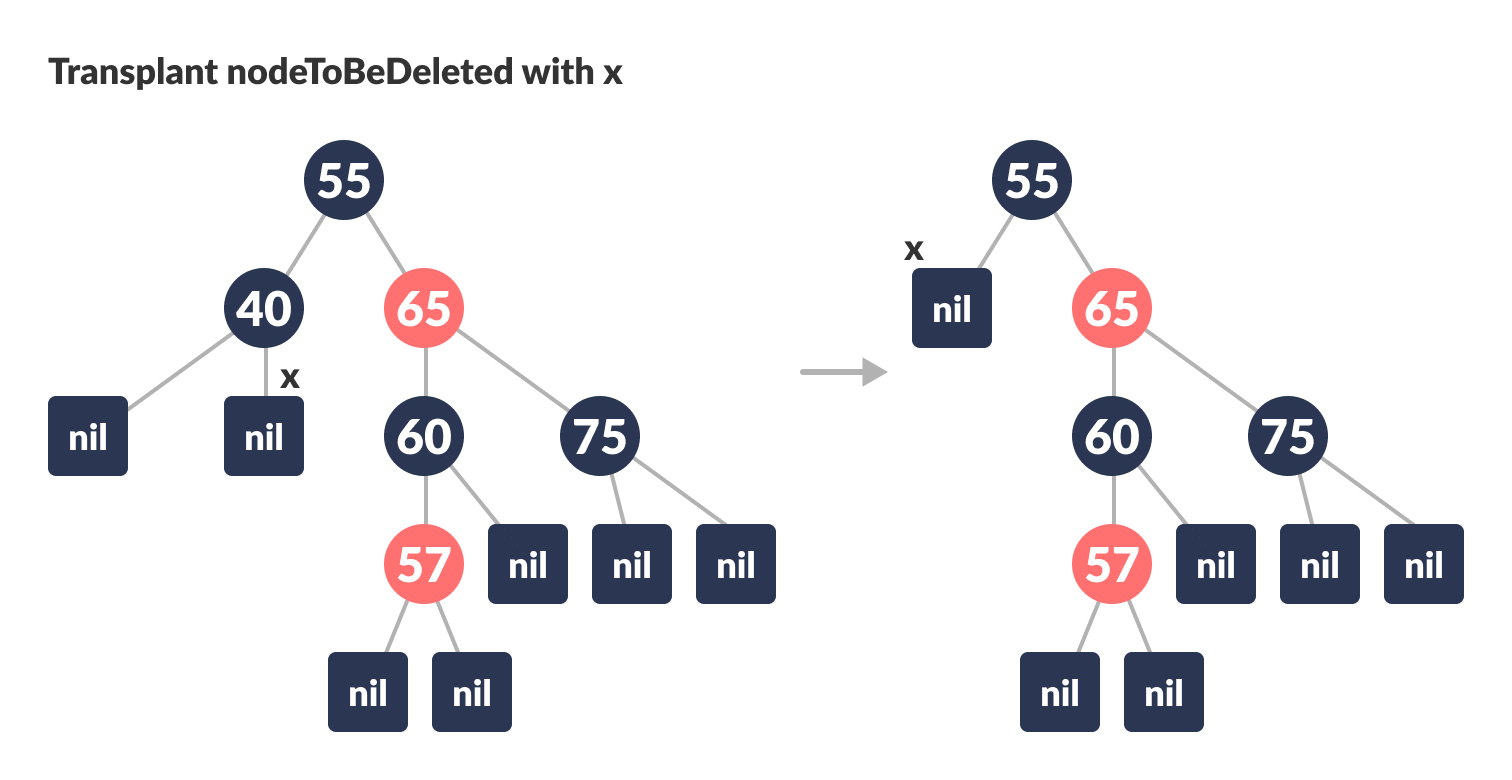 Transplant nodeToBeDeleted with x
55 55
x
40 65 nil 65
x
nil nil 60 75 60 75
57 nil nil nil 57 nil nil nil
nil nil nil nil